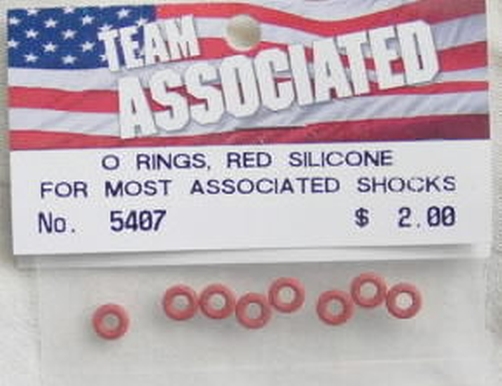 TEAM
ASSOCIATED
O RINGS, RED SILICONE
FOR MOST ASSOCIATED SHOCKS
No. 5407 $ 2.00